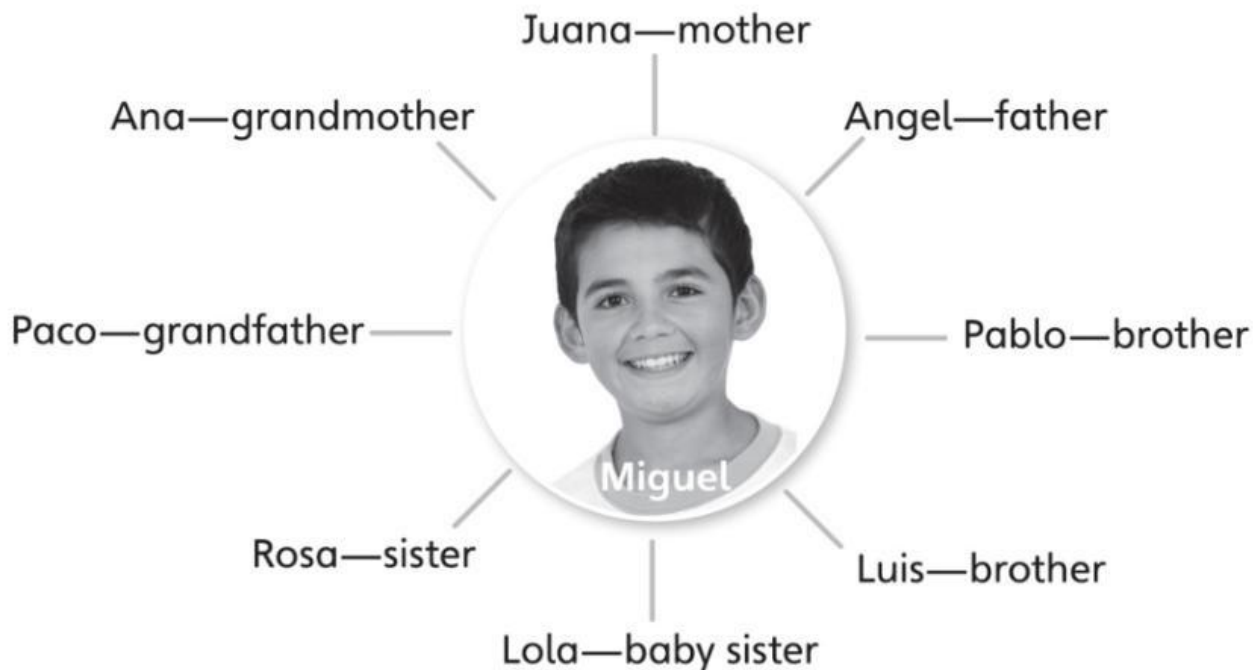 Juana—mother
Ana—grandmother
Angel—father
Paco—grandfather
Pablo—brother
Miguel
Rosa—sister
Luis—brother
Lola—baby sister